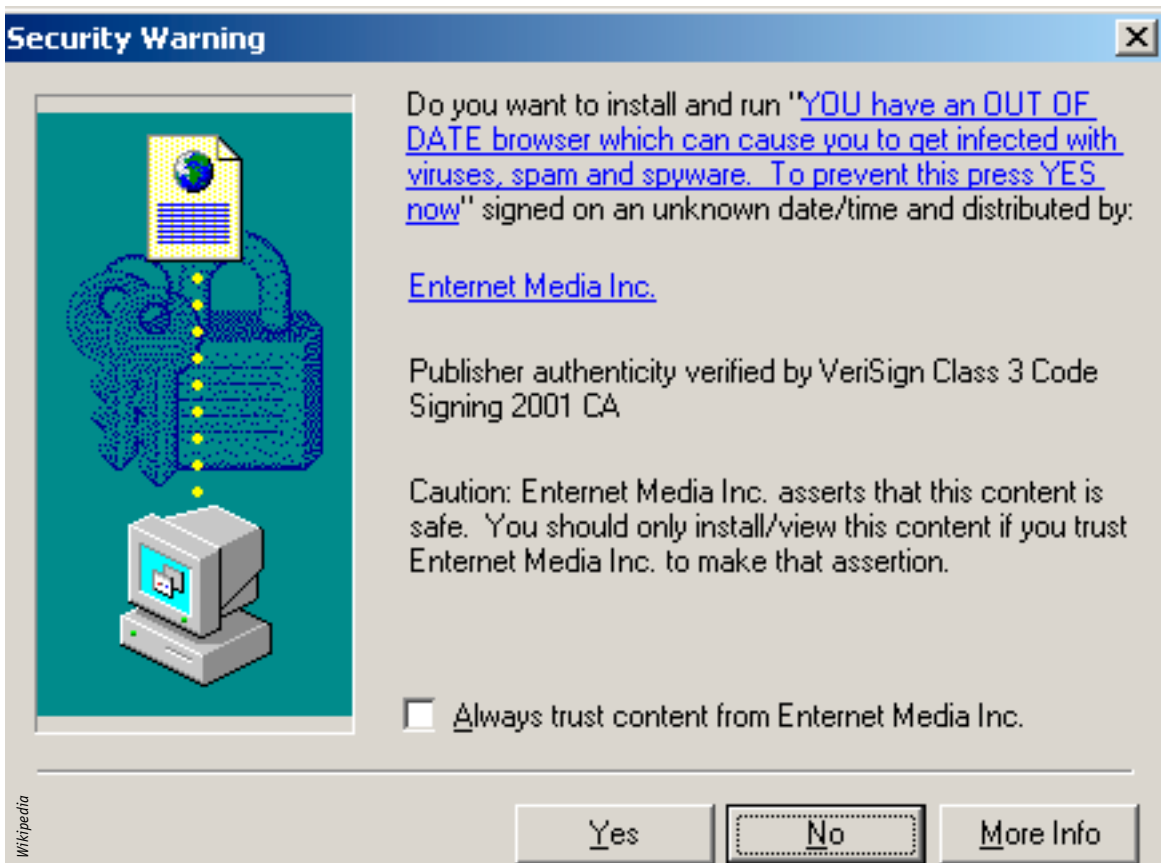 Security Warning
Do you want to install and run "YOU have an OUT OF
DATE browser which can cause you to get infected with
viruses, spam and spyware.  To prevent this press YES
now" signed on an unknown date/time and distributed by:
Enternet Media Inc.
Publisher authenticity verified by VeriSign Class 3 Code
Signing 2001 CA
Caution: Enternet Media Inc. asserts that this content is
safe.  You should only install/view this content if you trust
Enternet Media Inc. to make that assertion.
Always trust content from Enternet Media Inc.
Yes No More Info
Wikipedia